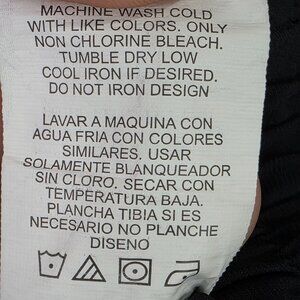 MACHINE WASH COLD
WITH LIKE COLORS. ONLY
NON CHLORINE BLEACH.
TUMBLE DRY LOW
COOL IRON IF DESIRED.
DO NOT IRON DESIGN
LAVAR A MAQUINA CON
AGUA FRIA CON COLORES
SIMILARES. USAR
SOLAMENTE BLANQUEADOR
SIN CLORO. SECAR CON
TEMPERATURA BAJA.
PLANCHA TIBIA SI ES
NECESARIO NO PLANCHE
DISENO